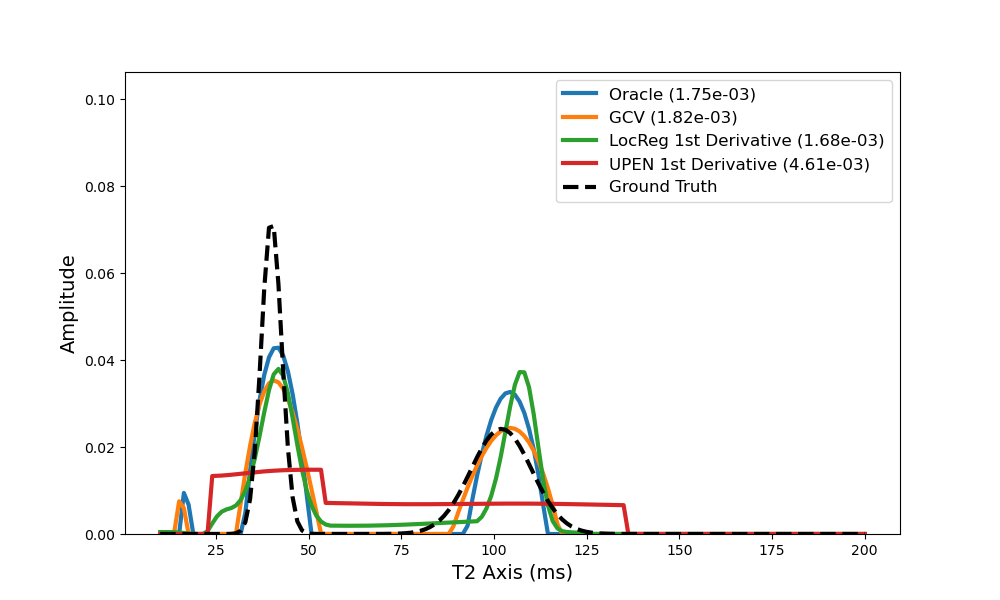 0.10
0.08
0.06
0.04
0.02
0.00
Amplitude
Oracle (1.75e-03)
GCV (1.82e-03)
LocReg 1st Derivative (1.68e-03)
UPEN 1st Derivative (4.61e-03)
Ground Truth
25 50 75 100 125 150 175 200
T2 Axis (ms)